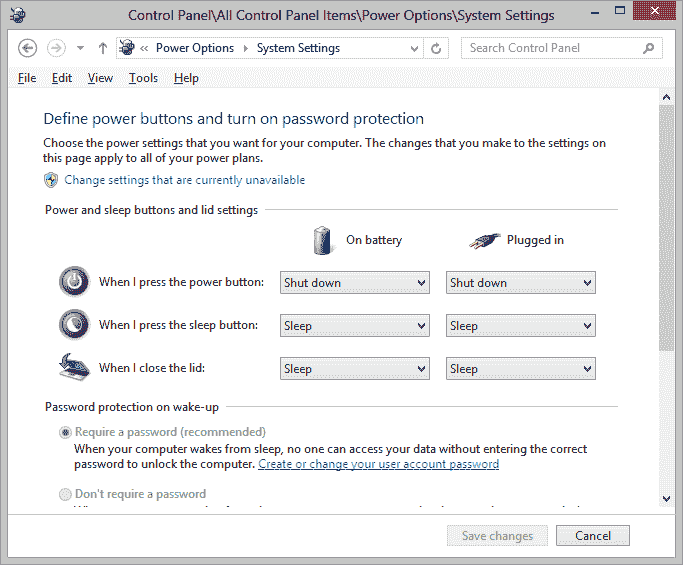 Control Panel\All Control Panel Items\Power Options\System Settings
« Power Options System Settings Search Control Panel
File Edit View Tools Help
Define power buttons and turn on password protection
Choose the power settings that you want for your computer. The changes that you make to the settings on
this page apply to all of your power plans.
Change settings that are currently unavailable
Power and sleep buttons and lid settings
On battery Plugged in
When I press the power button: Shut down Shut down
When I press the sleep button: Sleep Sleep
When I close the lid: Sleep Sleep
Password protection on wake-up
Require a password (recommended)
When your computer wakes from sleep, no one can access your data without entering the correct
password to unlock the computer. Create or change your user account password
Don't require a password
Save changes Cancel